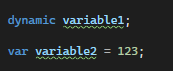 dynamic variable1;
var variable2 = 123;